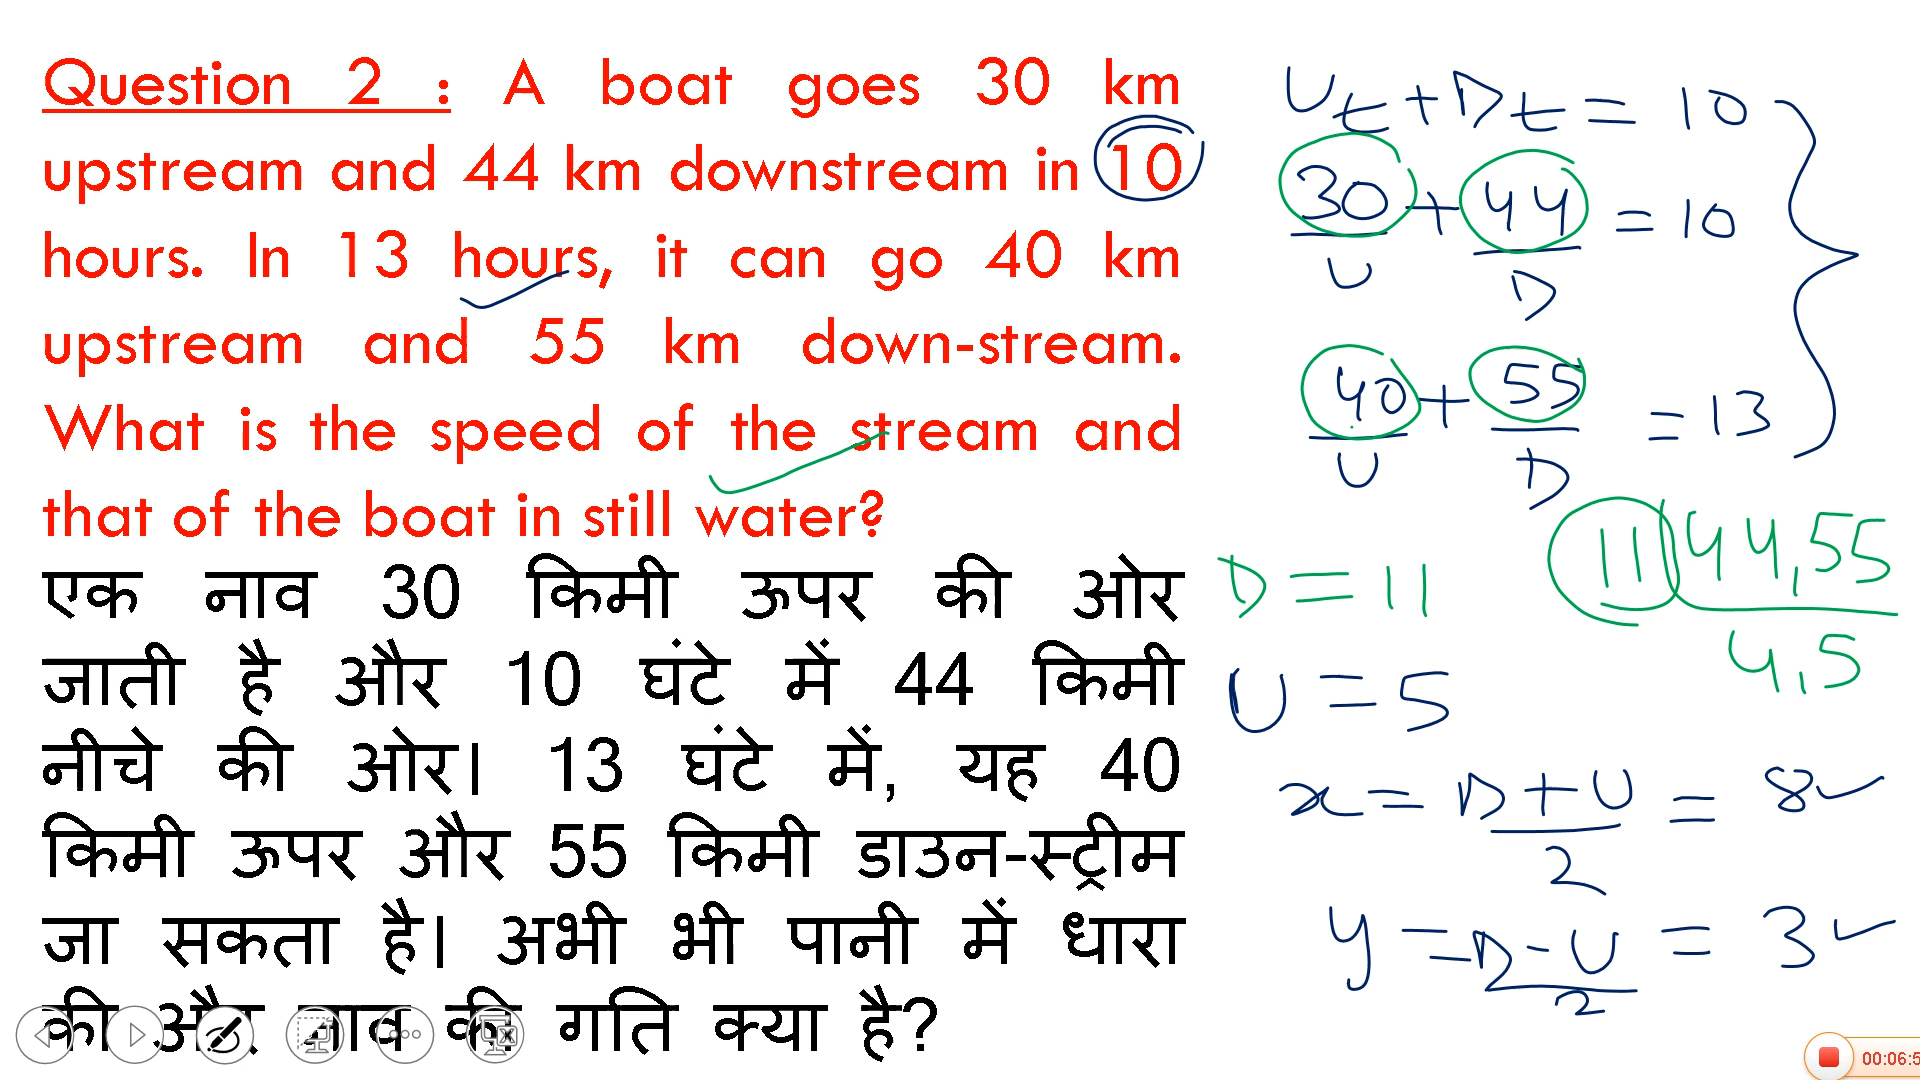 Question 2 : A boat goes 30 km
upstream and 44 km downstream in 10
hours. In 13 hours, it can go 40 km
upstream and 55 km down-stream.
What is the speed of the stream and
that of the boat in still water?
एक नाव 30 किमी ऊपर की ओर
जाती है और 10 घंटे में 44 किमी
नीचे की ओर। 13 घंटे में, यह 40
किमी ऊपर और 55 किमी डाउन-स्ट्रीम
जा सकता है। अभी भी पानी में धारा
की और नाव की गति क्या है?
Ut + Dt = 10
30 + 44 = 10
U D
40 + 55 = 13
U D
11 44,55
4,5
D = 11
U = 5
x = D + U = 8
2
y = D - U = 3
2
00:06:5